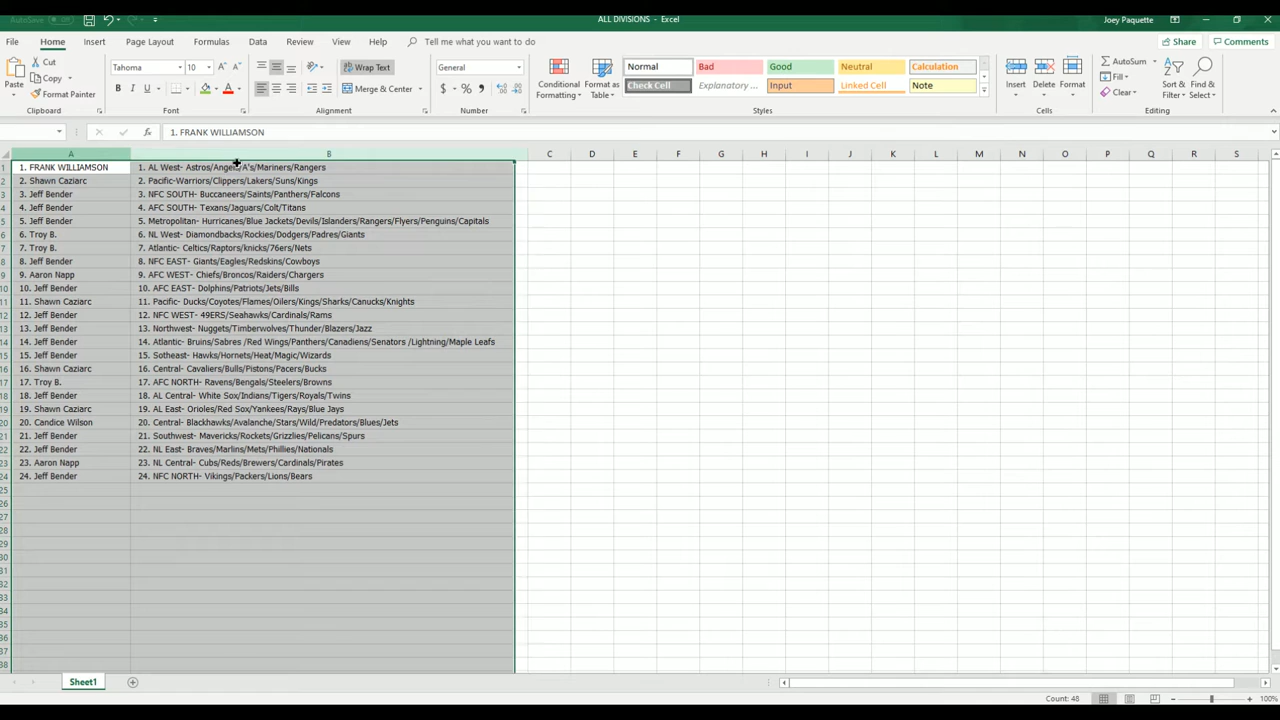 AutoSave Off ALL DIVISIONS - Excel Joey Paquette
File Home Insert Page Layout Formulas Data Review View Help Tell me what you want to do Share Comments
Paste Cut Copy Format Painter Tahoma 10 Wrap Text Merge & Center General Conditional Formatting Format as Table Normal Bad Good Neutral Calculation Check Cell Explanatory ... Input Linked Cell Note Insert Delete Format AutoSum Fill Clear Sort & Filter Find & Select
Clipboard Font Alignment Number Styles Cells Editing
1. FRANK WILLIAMSON
A B C D E F G H I J K L M N O P Q R S
1. FRANK WILLIAMSON 1. AL West- Astros/Angels/A's/Mariners/Rangers
2. Shawn Caziarc 2. Pacific-Warriors/Clippers/Lakers/Suns/Kings
3. Jeff Bender 3. NFC SOUTH- Buccaneers/Saints/Panthers/Falcons
4. Jeff Bender 4. AFC SOUTH- Texans/Jaguars/Colt/Titans
5. Jeff Bender 5. Metropolitan- Hurricanes/Blue Jackets/Devils/Islanders/Rangers/Flyers/Penguins/Capitals
6. Troy B. 6. NL West- Diamondbacks/Rockies/Dodgers/Padres/Giants
7. Troy B. 7. Atlantic- Celtics/Raptors/knicks/76ers/Nets
8. Jeff Bender 8. NFC EAST- Giants/Eagles/Redskins/Cowboys
9. Aaron Napp 9. AFC WEST- Chiefs/Broncos/Raiders/Chargers
10. Jeff Bender 10. AFC EAST- Dolphins/Patriots/Jets/Bills
11. Shawn Caziarc 11. Pacific- Ducks/Coyotes/Flames/Oilers/Kings/Sharks/Canucks/Knights
12. Jeff Bender 12. NFC WEST- 49ERS/Seahawks/Cardinals/Rams
13. Jeff Bender 13. Northwest- Nuggets/Timberwolves/Thunder/Blazers/Jazz
14. Jeff Bender 14. Atlantic- Bruins/Sabres /Red Wings/Panthers/Canadiens/Senators /Lightning/Maple Leafs
15. Jeff Bender 15. Sotheast- Hawks/Hornets/Heat/Magic/Wizards
16. Shawn Caziarc 16. Central- Cavaliers/Bulls/Pistons/Pacers/Bucks
17. Troy B. 17. AFC NORTH- Ravens/Bengals/Steelers/Browns
18. Jeff Bender 18. AL Central- White Sox/Indians/Tigers/Royals/Twins
19. Shawn Caziarc 19. AL East- Orioles/Red Sox/Yankees/Rays/Blue Jays
20. Candice Wilson 20. Central- Blackhawks/Avalanche/Stars/Wild/Predators/Blues/Jets
21. Jeff Bender 21. Southwest- Mavericks/Rockets/Grizzlies/Pelicans/Spurs
22. Jeff Bender 22. NL East- Braves/Marlins/Mets/Phillies/Nationals
23. Aaron Napp 23. NL Central- Cubs/Reds/Brewers/Cardinals/Pirates
24. Jeff Bender 24. NFC NORTH- Vikings/Packers/Lions/Bears
Sheet1
Count: 48 100%